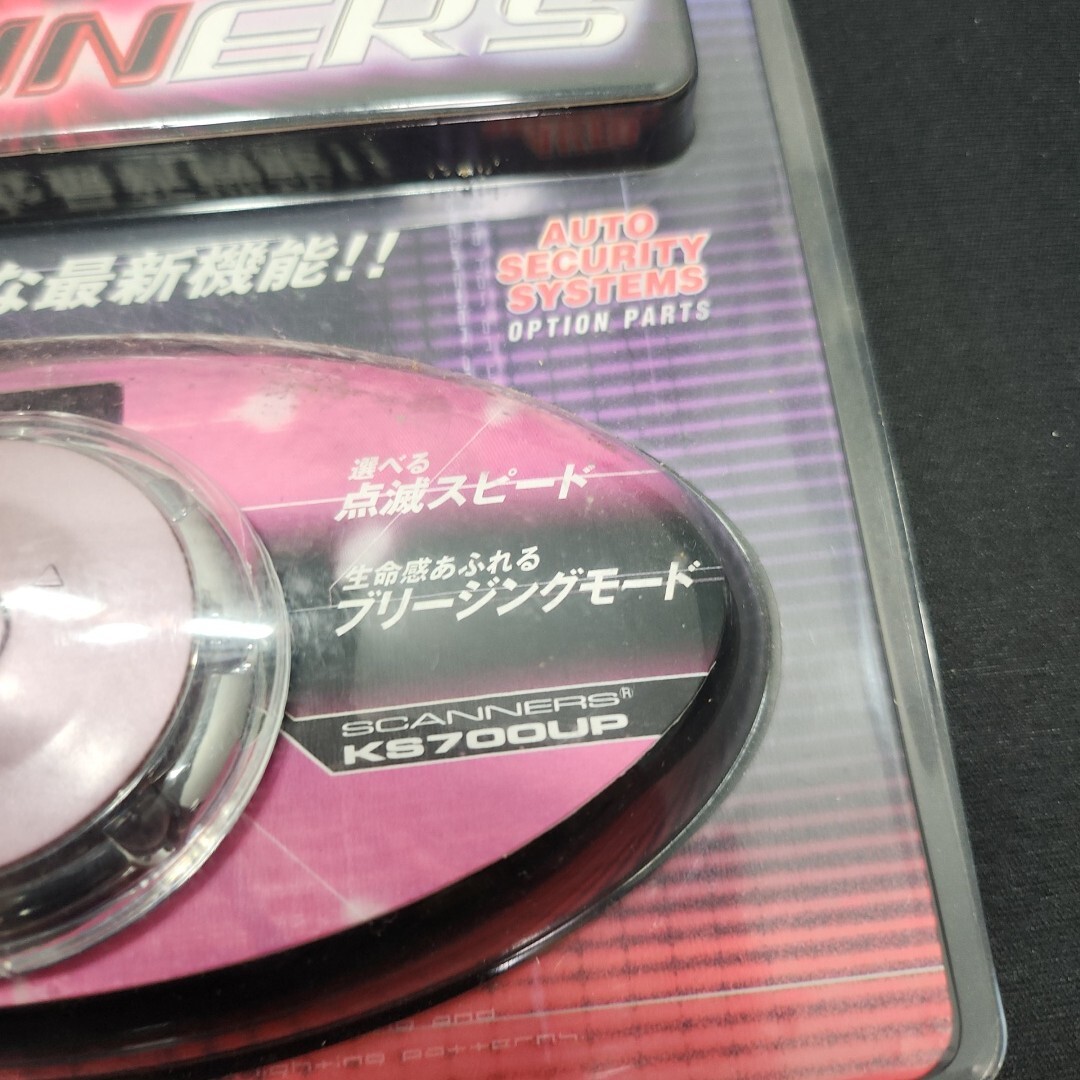 NNERS
な最新機能!!
AUTO
SECURITY
SYSTEMS
OPTION PARTS
選べる
点滅スピード
生命感あふれる
ブリージングモード
SCANNERS®
KS700UP
and
patterns.